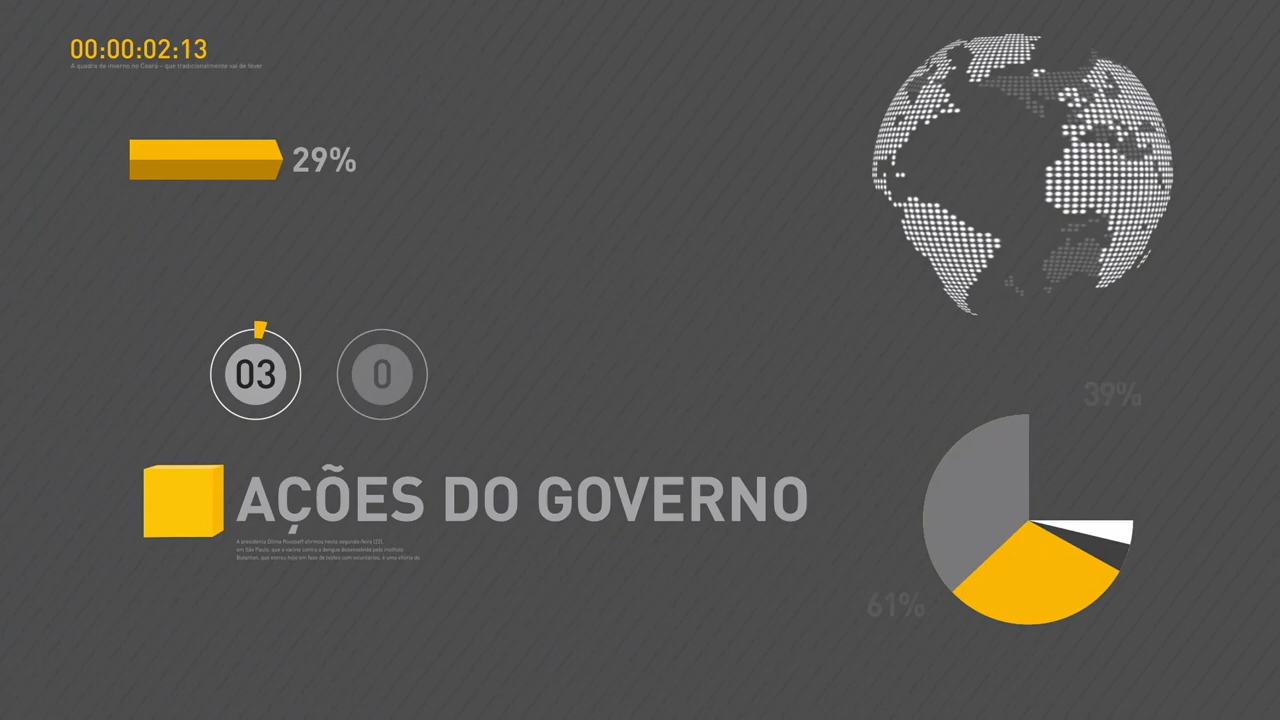 00:00:02:13
A quadra de inverno no Ceará – que tradicionalmente vai de fever
29%
03
0
39%
AÇÕES DO GOVERNO
A presidenta Dilma Rousseff afirmou nesta segunda-feira (22),
em São Paulo, que a vacina contra a dengue desenvolvida pelo Instituto
Butantan, que entrou hoje em fase de testes com voluntários, é uma vitória do
61%